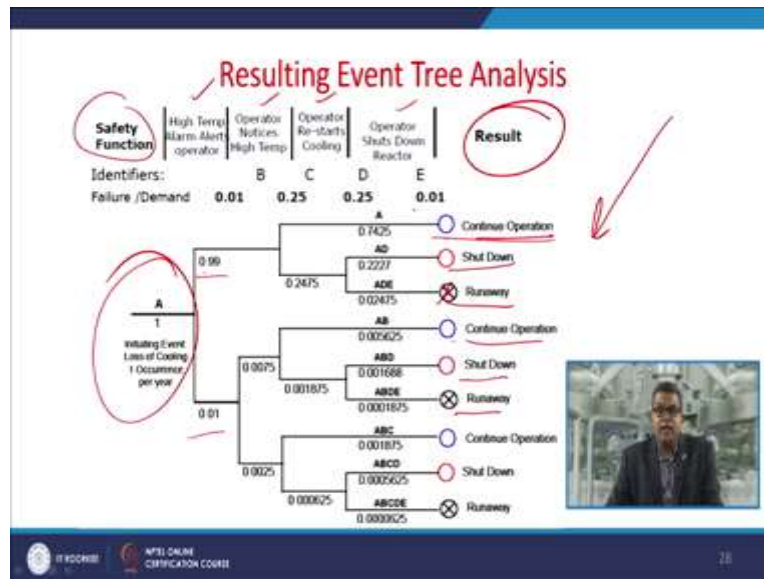 Resulting Event Tree Analysis
Safety Function
High Temp Alarm Alerts operator
Operator Notices High Temp
Operator Re-starts Cooling
Operator Shuts Down Reactor
Result
Identifiers: B C D E
Failure /Demand 0.01 0.25 0.25 0.01
A
0.7425
Continue Operation
0.99
AD
0.2227
Shut Down
0.2475
ADE
0.02475
Runaway
A
1
Initiating Event
Loss of Cooling
1 Occurrence
per year
AB
0.005625
Continue Operation
0.0075
ABD
0.001688
Shut Down
0.001875
ABDE
0.0001875
Runaway
0.01
ABC
0.001875
Continue Operation
0.0025
ABCD
0.0005625
Shut Down
0.000625
ABCDE
0.0000625
Runaway
IIT ROORKEE
NPTEL ONLINE
CERTIFICATION COURSE
28